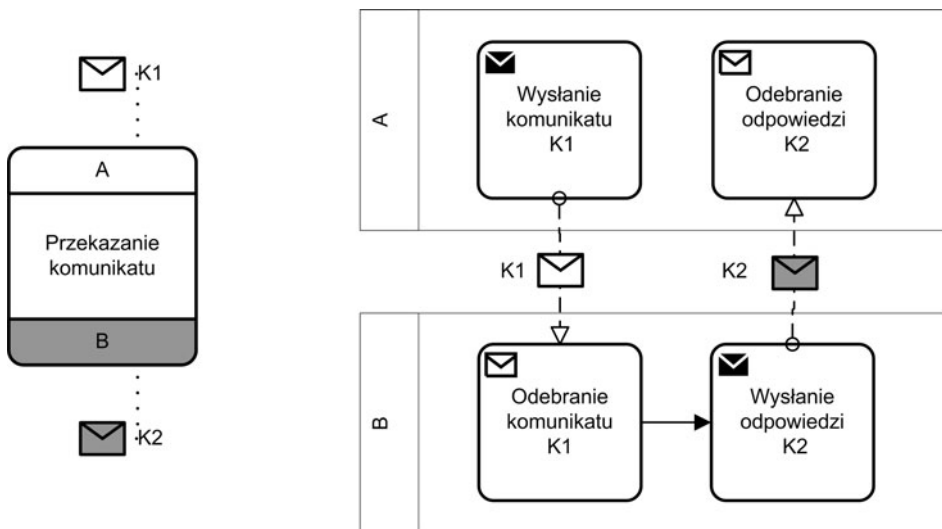 K1
A
Przekazanie
komunikatu
B
K2
A
Wysłanie
komunikatu
K1
Odebranie
odpowiedzi
K2
K1
K2
B
Odebranie
komunikatu
K1
Wysłanie
odpowiedzi
K2